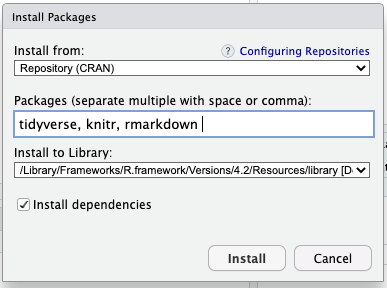 Install Packages
Install from:
? Configuring Repositories
Repository (CRAN)
Packages (separate multiple with space or comma):
tidyverse, knitr, rmarkdown
Install to Library:
/Library/Frameworks/R.framework/Versions/4.2/Resources/library [De
Install dependencies
Install
Cancel